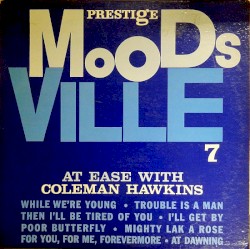 PRESTIgE
MOODS
VILLE
7
AT EASE WITH
COLEMAN HAWKINS
WHILE WE'RE YOUNG • TROUBLE IS A MAN
THEN I'LL BE TIRED OF YOU • I'LL GET BY
POOR BUTTERFLY • MIGHTY LAK A ROSE
FOR YOU, FOR ME, FOREVERMORE • AT DAWNING